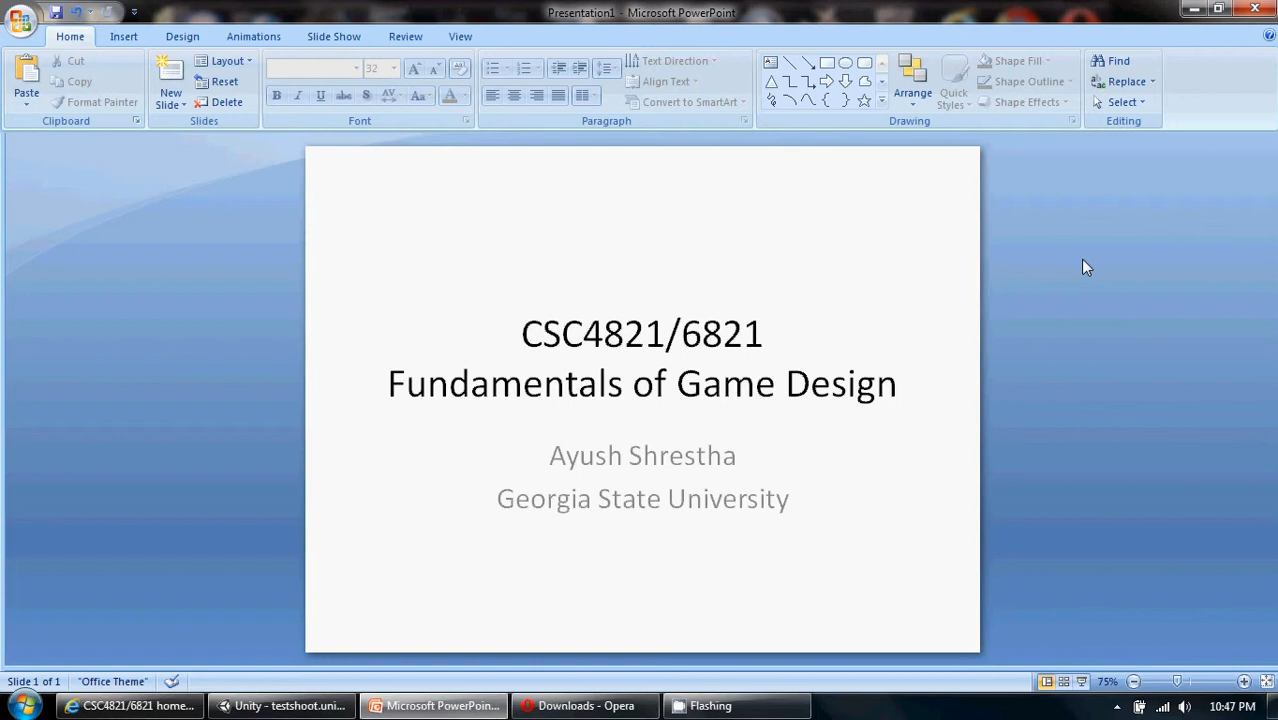 Presentation1 - Microsoft PowerPoint
Home Insert Design Animations Slide Show Review View
Paste
Cut
Copy
Format Painter
Clipboard
New
Slide
Layout
Reset
Delete
Slides
32
B I U abc S AV Aa A
Font
Text Direction
Align Text
Convert to SmartArt
Paragraph
Arrange
Quick
Styles
Shape Fill
Shape Outline
Shape Effects
Drawing
Find
Replace
Select
Editing
CSC4821/6821
Fundamentals of Game Design
Ayush Shrestha
Georgia State University
Slide 1 of 1 "Office Theme" 75%
CSC4821/6821 home... Unity - testshoot.uni... Microsoft PowerPoin... Downloads - Opera Flashing 10:47 PM